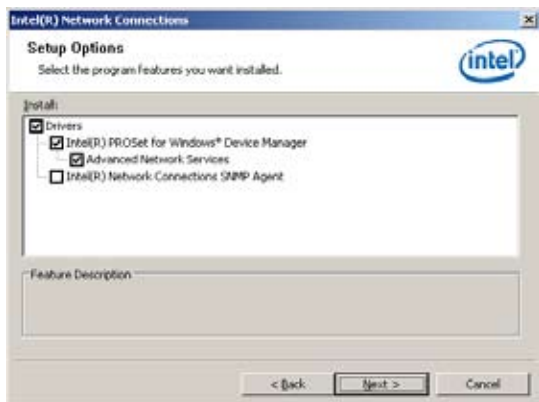 Intel(R) Network Connections
Setup Options
Select the program features you want installed.
intel
Install:
Drivers
Intel(R) PROSet for Windows* Device Manager
Advanced Network Services
Intel(R) Network Connections SNMP Agent
Feature Description
< Back
Next >
Cancel